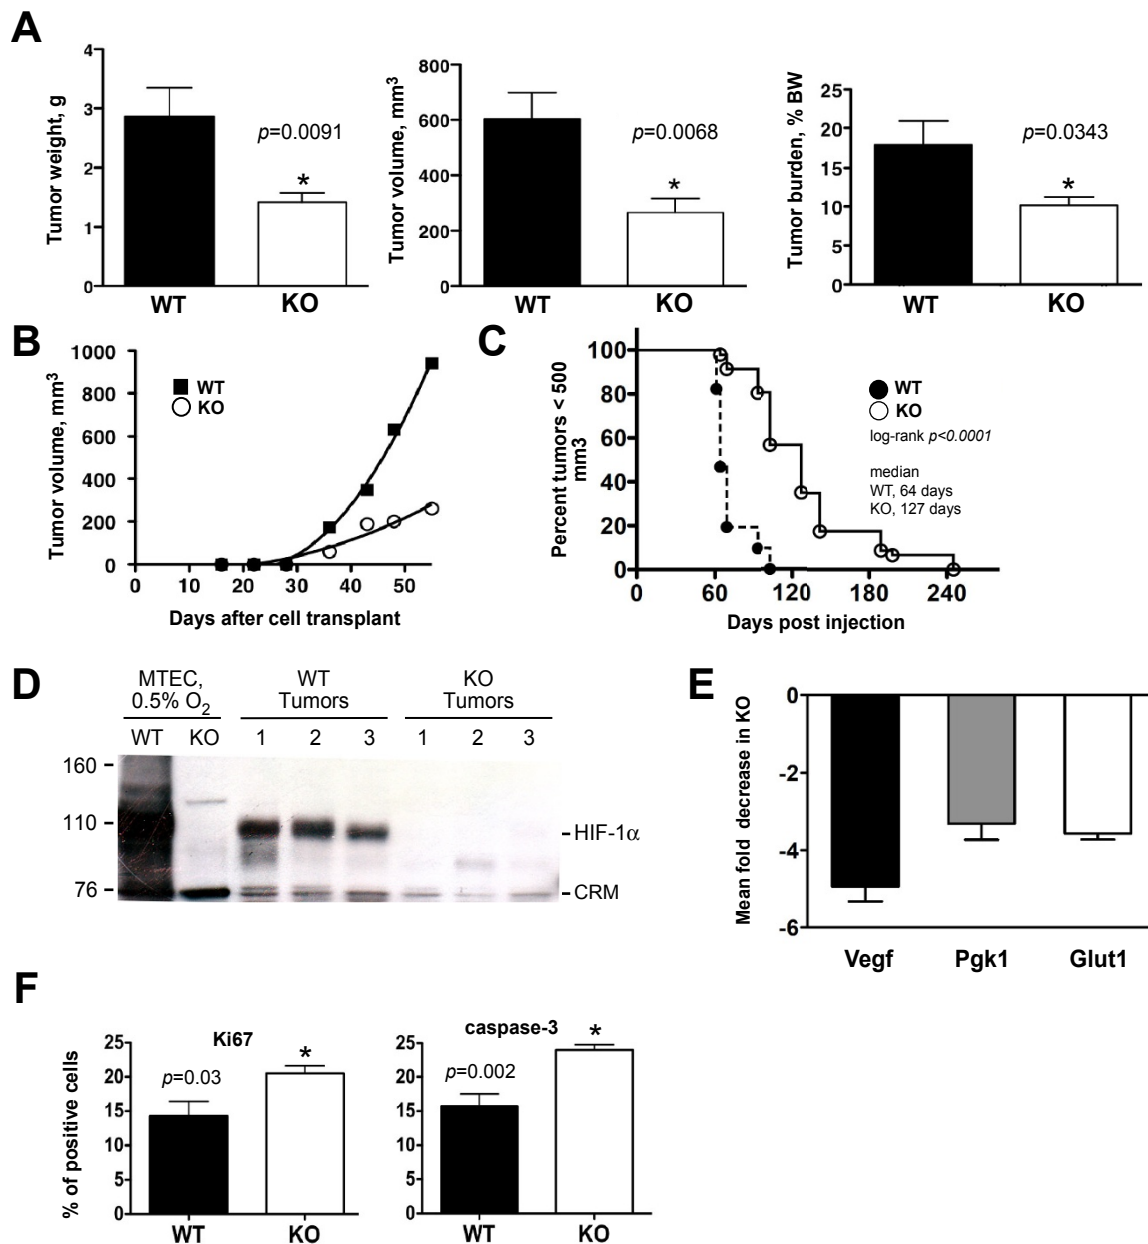 A
Tumor weight, g
4
3
2
1
0
p=0.0091
*
WT
KO
Tumor volume, mm3
800
600
400
200
0
p=0.0068
*
WT
KO
Tumor burden, % BW
25
20
15
10
5
0
p=0.0343
*
WT
KO
B
Tumor volume, mm3
1000
800
600
400
200
0
WT
KO
0 10 20 30 40 50
Days after cell transplant
C
Percent tumors < 500
mm3
100
80
60
40
20
0
WT
KO
log-rank p<0.0001
median
WT, 64 days
KO, 127 days
0 60 120 180 240
Days post injection
D
MTEC,
0.5% O2
WT
Tumors
KO
Tumors
WT KO 1 2 3 1 2 3
160 –
110 –
76 –
–HIF-1α
–CRM
E
Mean fold decrease in KO
0
-2
-4
-6
Vegf Pgk1 Glut1
F
% of positive cells
Ki67
25
20
15
10
5
0
p=0.03
*
WT
KO
caspase-3
25
20
15
10
5
0
p=0.002
*
WT
KO